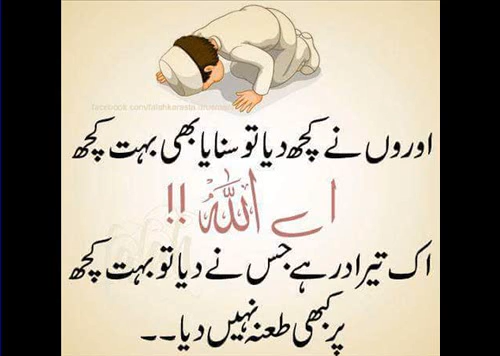 اوروں نے کچھ دیا تو سنایا بھی بہت کچھ
اے اللہ !!
اک تیرا در ہے جس نے دیا تو بہت کچھ
پر کبھی طعنہ نہیں دیا۔۔